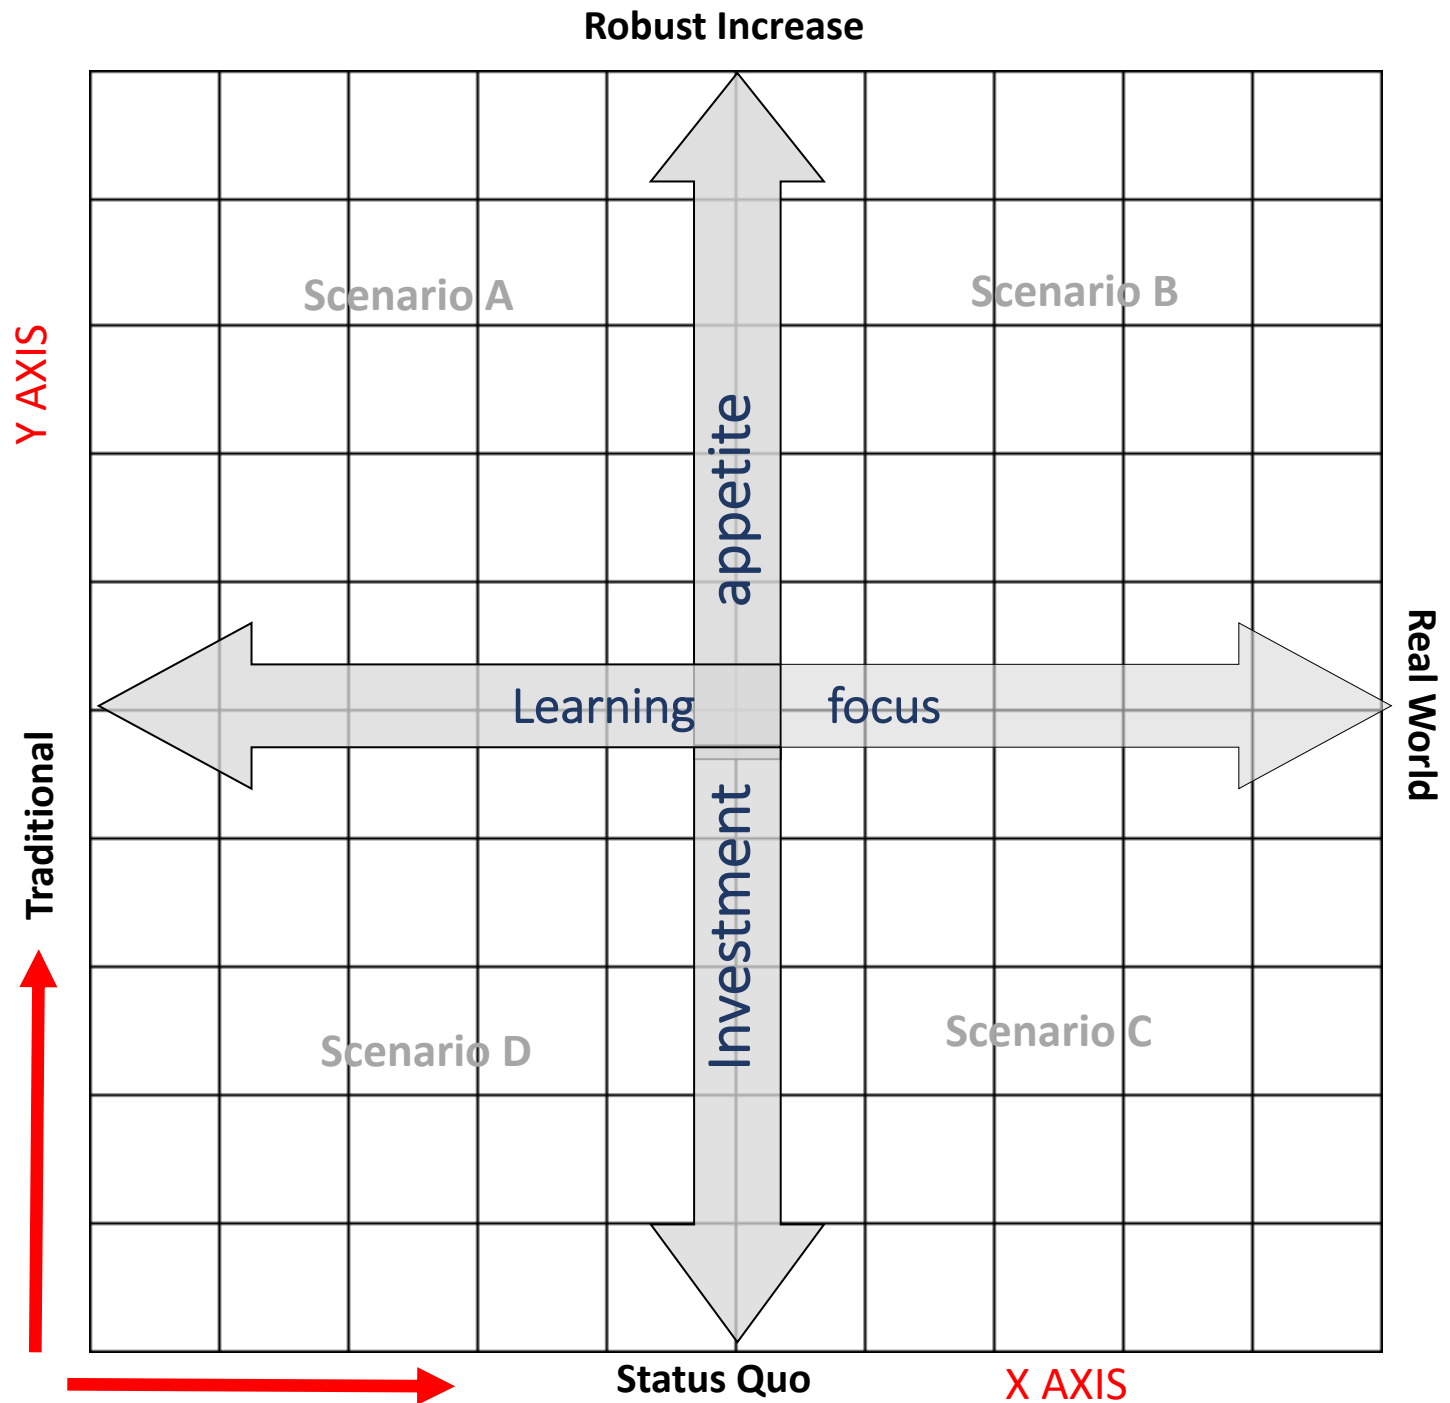 Robust Increase
Scenario A
Scenario B
Y AXIS
appetite
Learning focus
Real World
Traditional
Investment
Scenario C
Scenario D
Status Quo
X AXIS